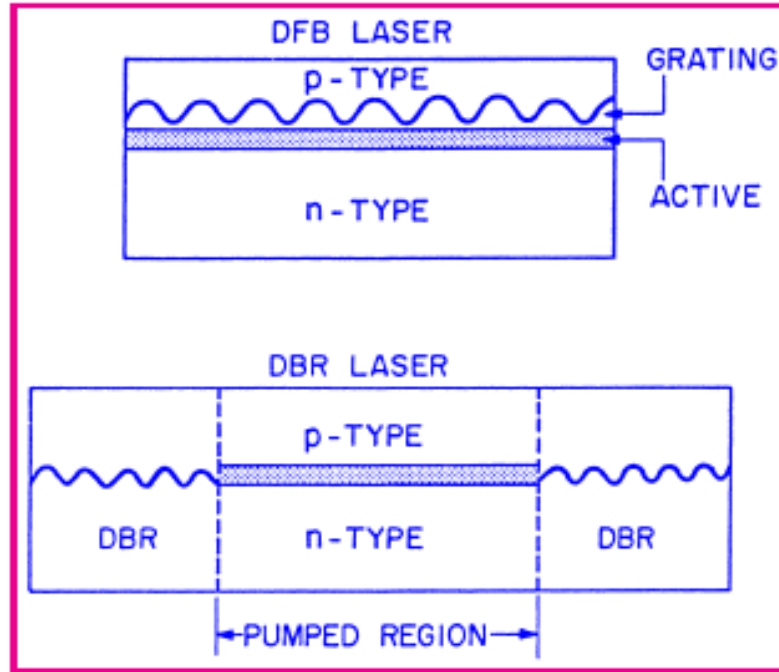 DFB LASER
p-TYPE
GRATING
ACTIVE
n-TYPE
DBR LASER
p-TYPE
DBR
n-TYPE
DBR
PUMPED REGION